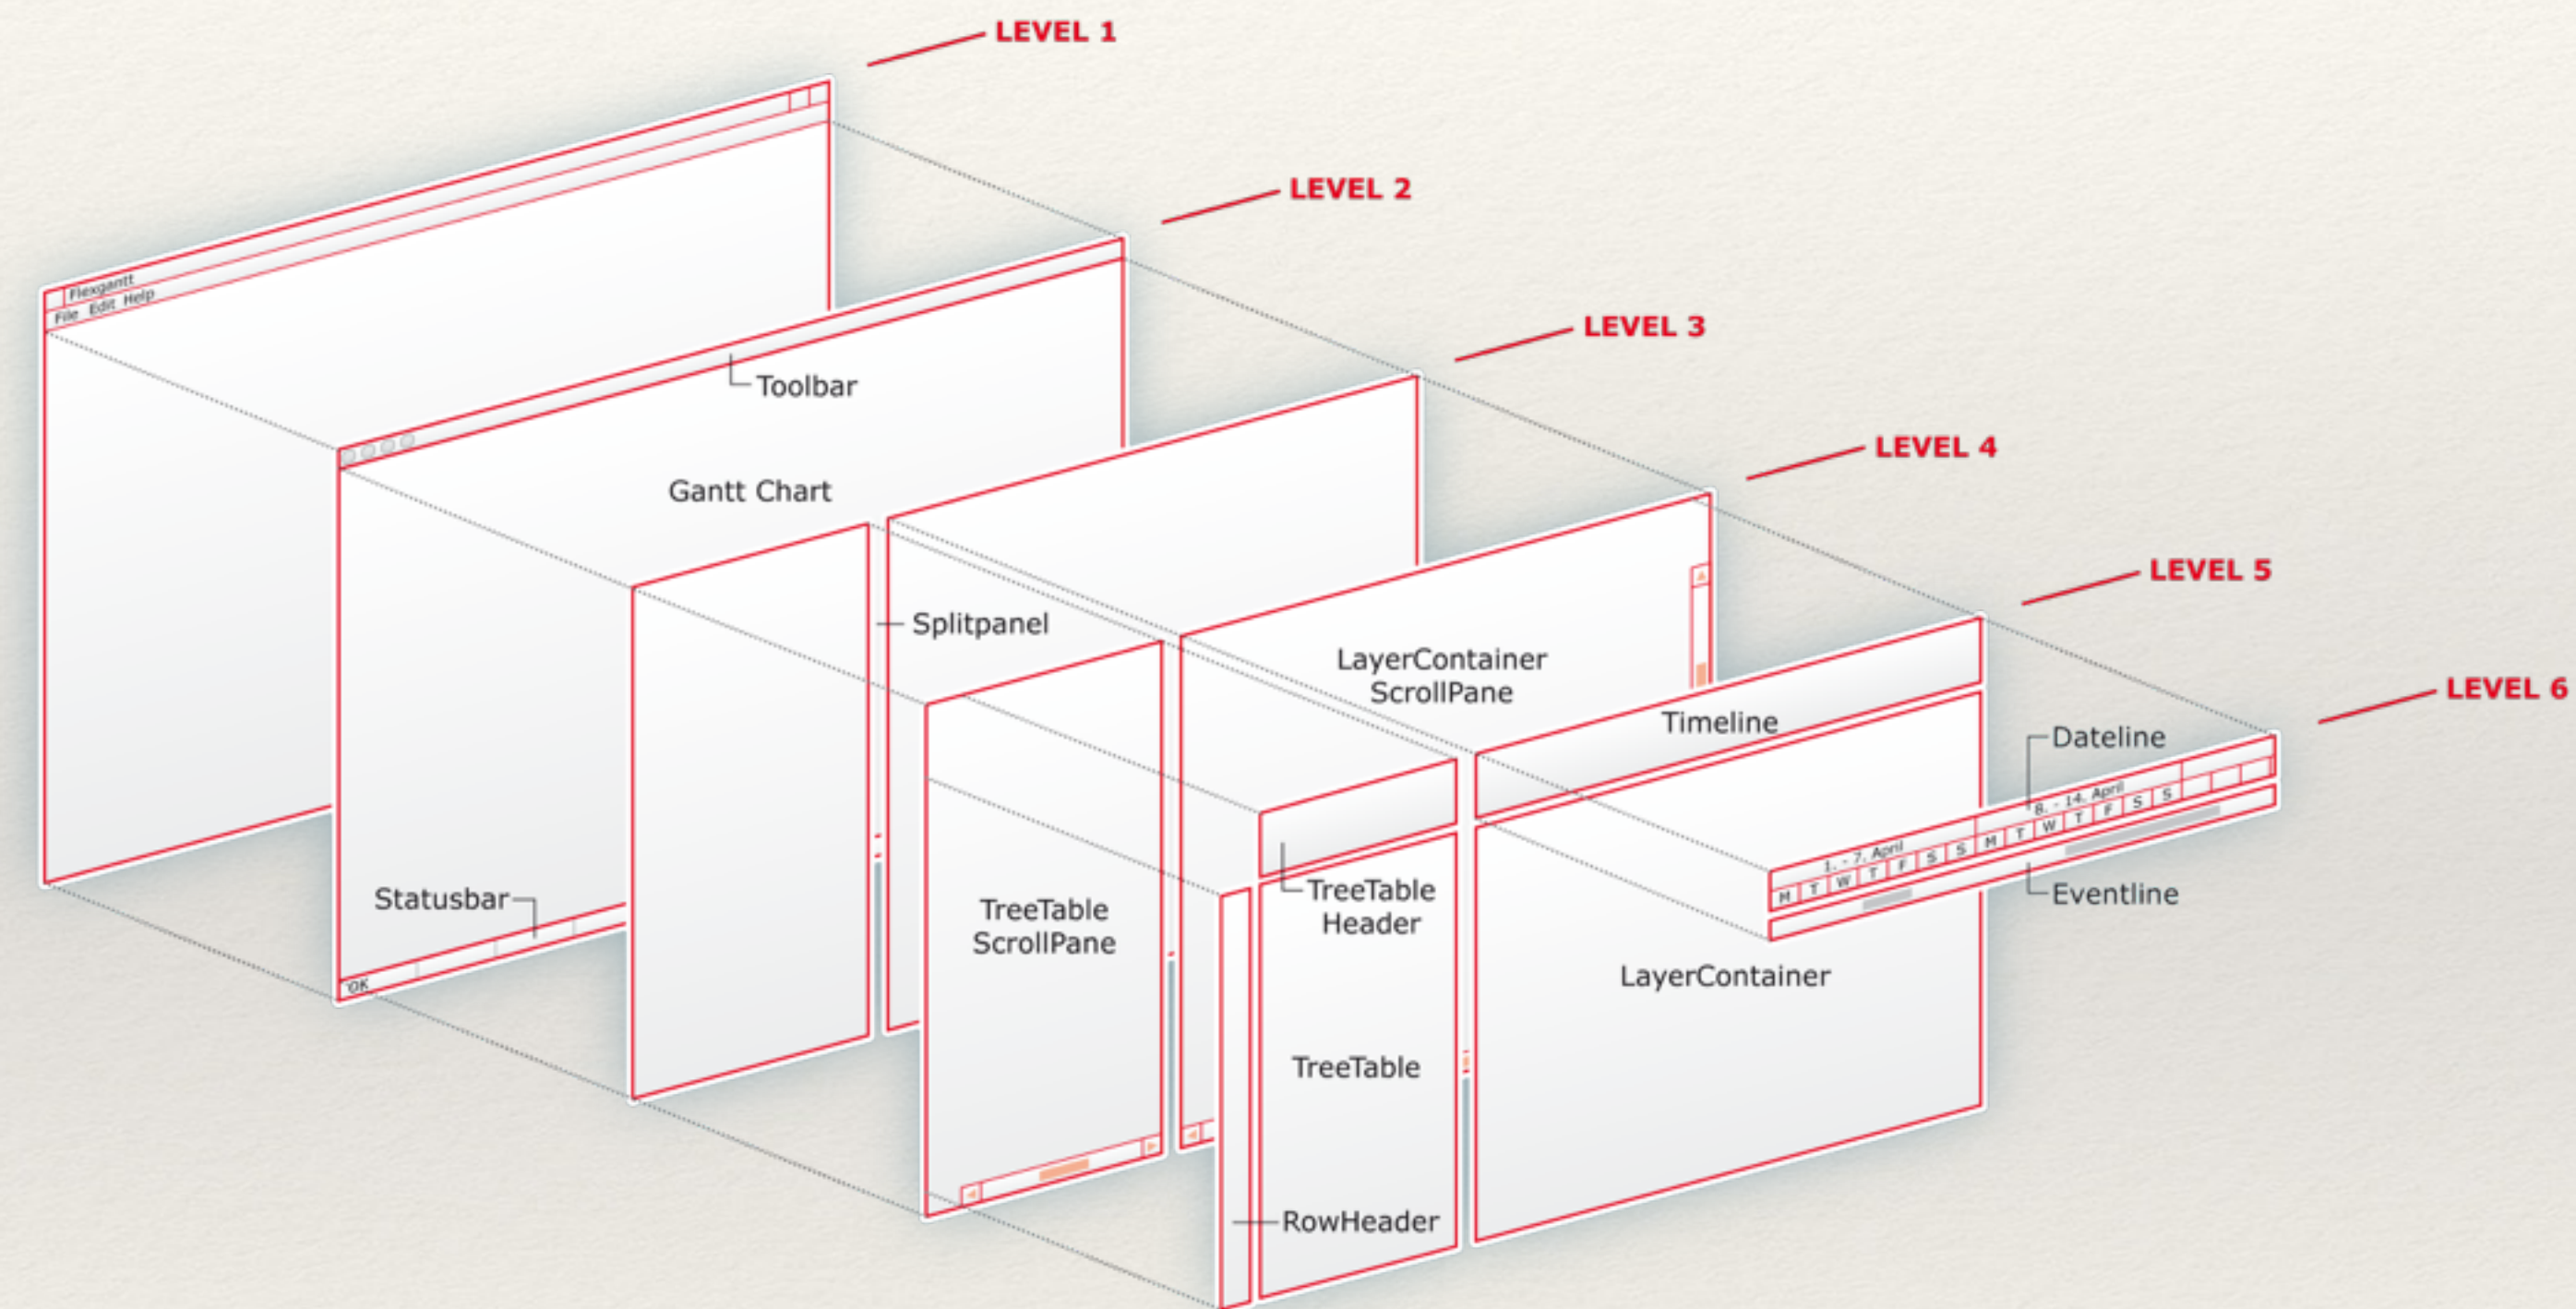 LEVEL 1
LEVEL 2
LEVEL 3
LEVEL 4
LEVEL 5
LEVEL 6
Flexgantt
File Edit Help
Toolbar
Gantt Chart
Statusbar
OK
Splitpanel
LayerContainer
ScrollPane
TreeTable
ScrollPane
Timeline
TreeTable
Header
TreeTable
RowHeader
LayerContainer
Dateline
1. - 7. April 8. - 14. April
M T W T F S S M T W T F S S
Eventline